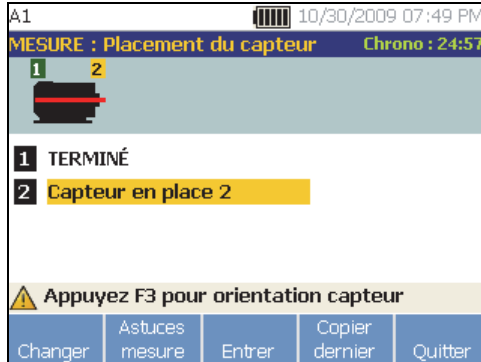 A1 10/30/2009 07:49 PM
MESURE : Placement du capteur Chrono : 24:57
1 2
1 TERMINÉ
2 Capteur en place 2
Appuyez F3 pour orientation capteur
Changer Astuces mesure Entrer Copier dernier Quitter